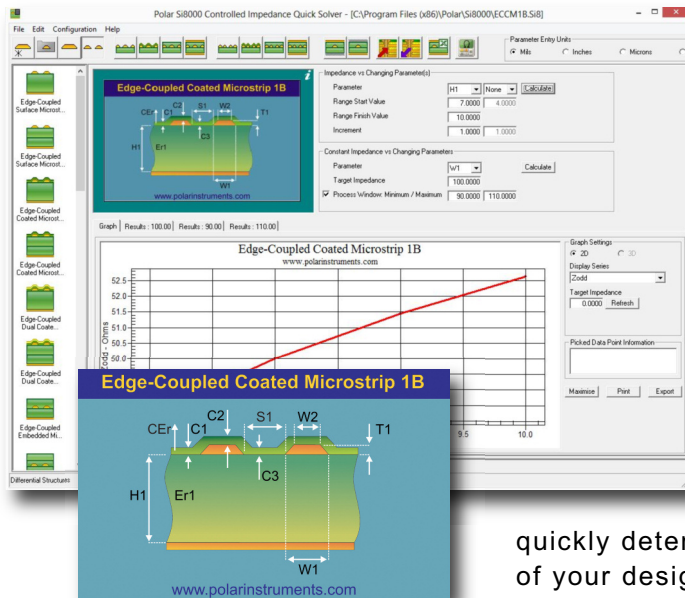 Polar Si8000 Controlled Impedance Quick Solver - [C:\Program Files (x86)\Polar\Si8000\ECCM1B.Si8]
File Edit Configuration Help
Parameter Entry Units
Mils Inches Microns
Edge-Coupled
Surface Microst...
Edge-Coupled
Surface Microst...
Edge-Coupled
Coated Microst...
Edge-Coupled
Coated Microst...
Edge-Coupled
Dual Coate...
Edge-Coupled
Dual Coate...
Edge-Coupled
Embedded Mi...
Differential Structures
Edge-Coupled Coated Microstrip 1B
CEr C1 C2 S1 W2 T1
C3
H1 Er1
W1
www.polarinstruments.com
Impedance vs Changing Parameter(s)
Parameter H1 None Calculate
Range Start Value 7.0000 4.0000
Range Finish Value 10.0000
Increment 1.0000 1.0000
Constant Impedance vs Changing Parameters
Parameter W1 Calculate
Target Impedance 100.0000
Process Window: Minimum / Maximum 90.0000 110.0000
Graph Results : 100.00 Results : 90.00 Results : 110.00
Edge-Coupled Coated Microstrip 1B
www.polarinstruments.com
52.5
52.0
51.5
51.0
50.5
50.0
Zodd - Ohms
9.5 10.0
Graph Settings
2D 3D
Display Series
Zodd
Target Impedance
0.0000 Refresh
Picked Data Point Information
Maximise Print Export
Edge-Coupled Coated Microstrip 1B
CEr C1 C2 S1 W2 T1
C3
H1 Er1
W1
www.polarinstruments.com
quickly deter
of your desig